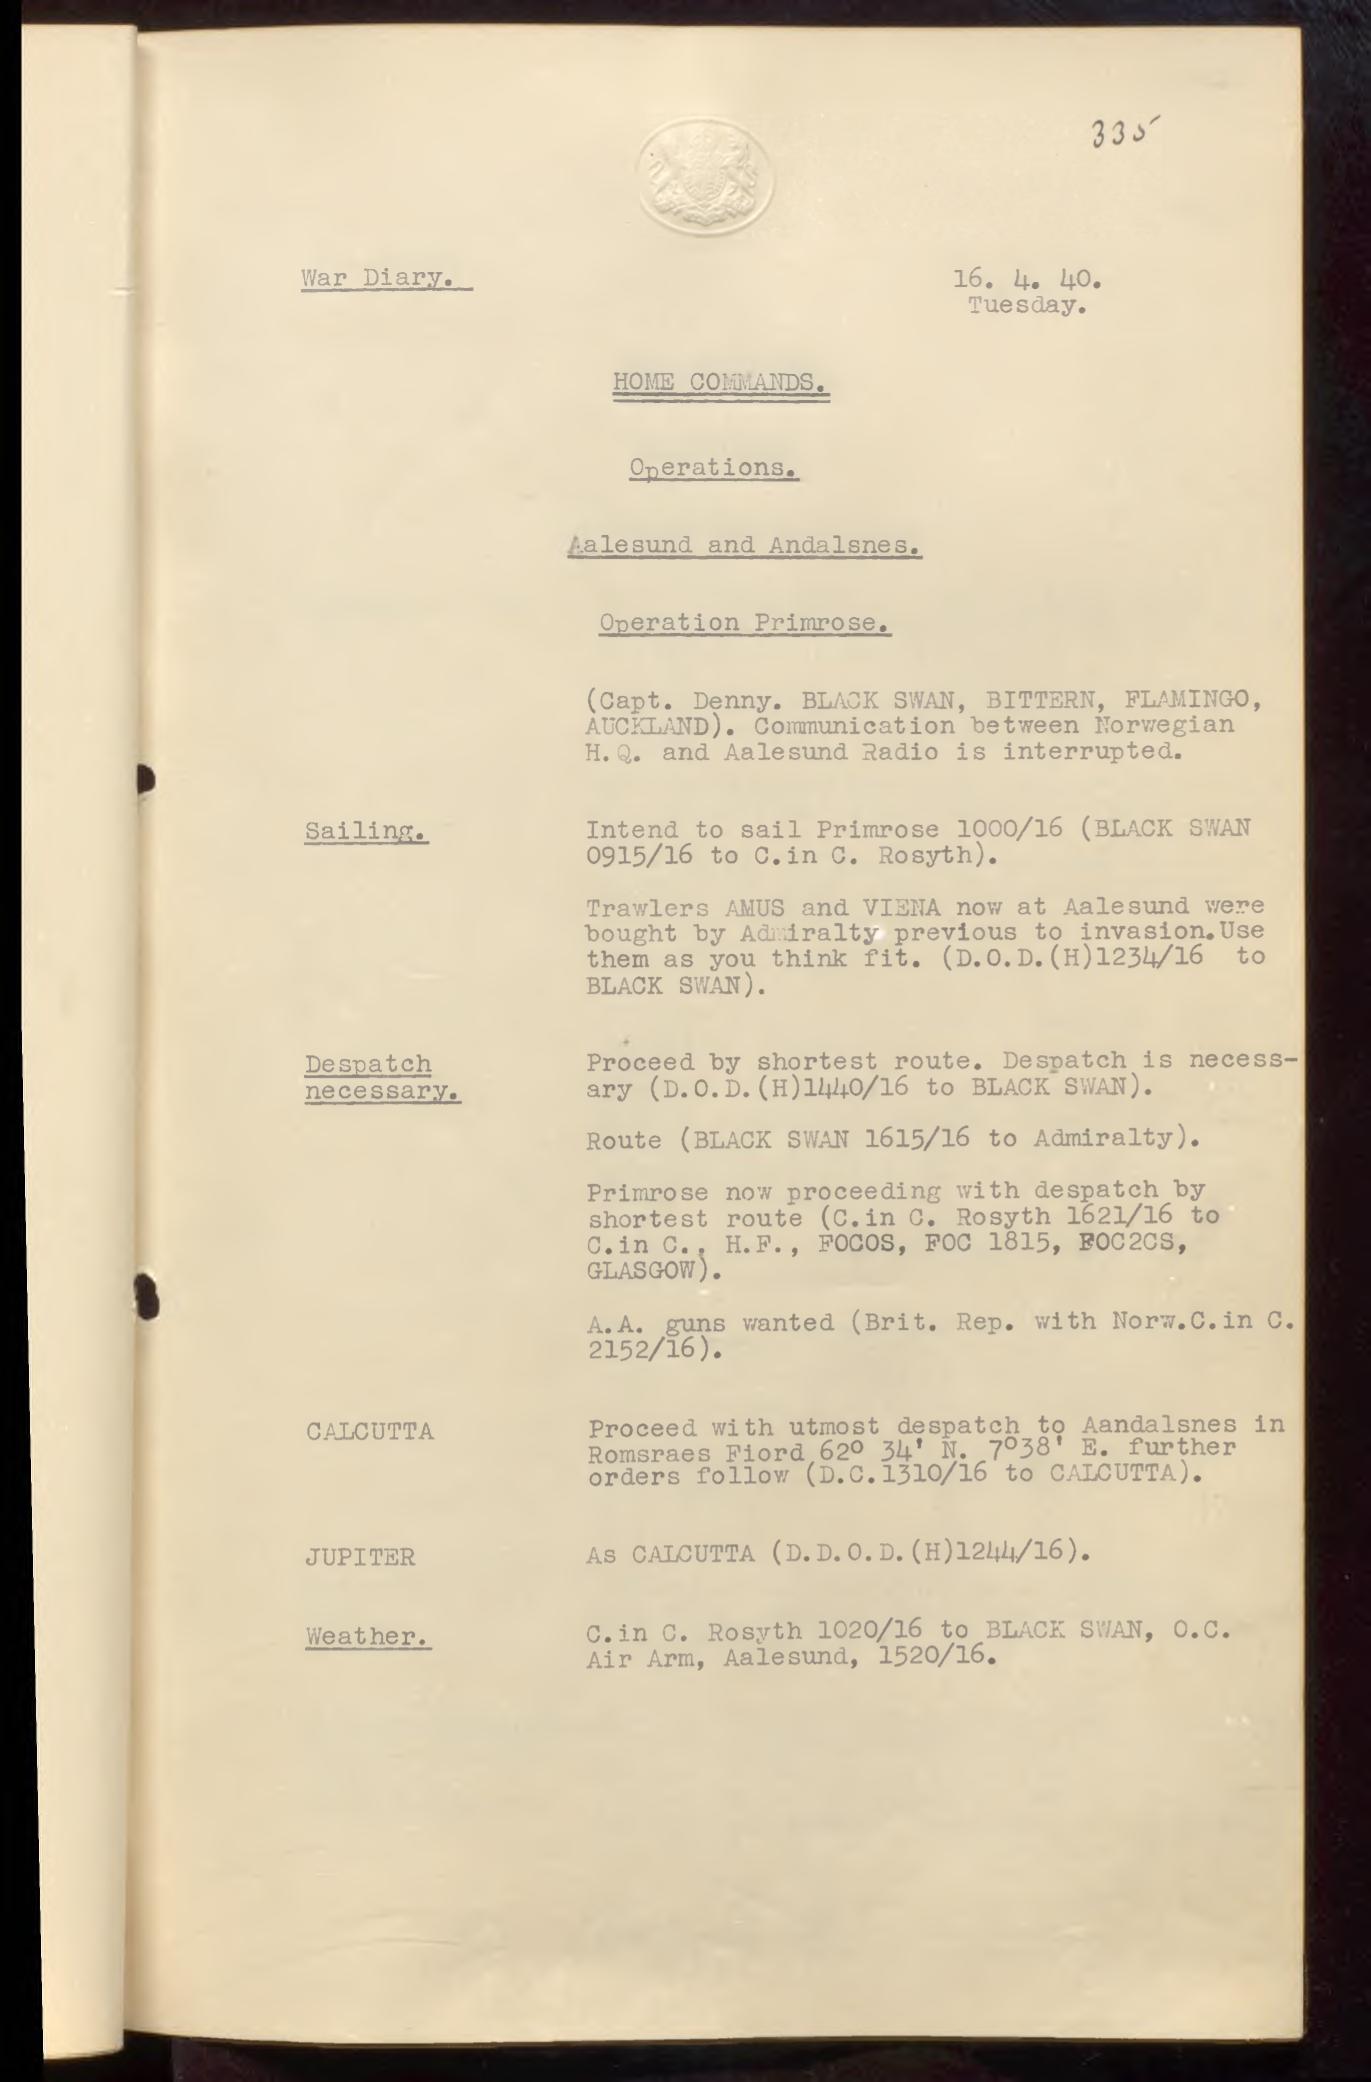 335
War Diary.
16. 4. 40.
Tuesday.
HOME COMMANDS.
Operations.
Aalesund and Andalsnes.
Operation Primrose.
(Capt. Denny. BLACK SWAN, BITTERN, FLAMINGO,
AUCKLAND). Communication between Norwegian
H.Q. and Aalesund Radio is interrupted.
Sailing.
Intend to sail Primrose 1000/16 (BLACK SWAN
0915/16 to C.in C. Rosyth).
Trawlers AMUS and VIENA now at Aalesund were
bought by Admiralty previous to invasion.Use
them as you think fit. (D.O.D.(H)1234/16 to
BLACK SWAN).
Despatch
necessary.
Proceed by shortest route. Despatch is necess-
ary (D.O.D.(H)1440/16 to BLACK SWAN).
Route (BLACK SWAN 1615/16 to Admiralty).
Primrose now proceeding with despatch by
shortest route (C.in C. Rosyth 1621/16 to
C.in C., H.F., FOCOS, FOC 1815, FOC2CS,
GLASGOW).
A.A. guns wanted (Brit. Rep. with Norw.C.in C.
2152/16).
CALCUTTA
Proceed with utmost despatch to Aandalsnes in
Romsraes Fiord 62º 34' N. 7º38' E. further
orders follow (D.C.1310/16 to CALCUTTA).
JUPITER
As CALCUTTA (D.D.O.D.(H)1244/16).
Weather.
C.in C. Rosyth 1020/16 to BLACK SWAN, O.C.
Air Arm, Aalesund, 1520/16.